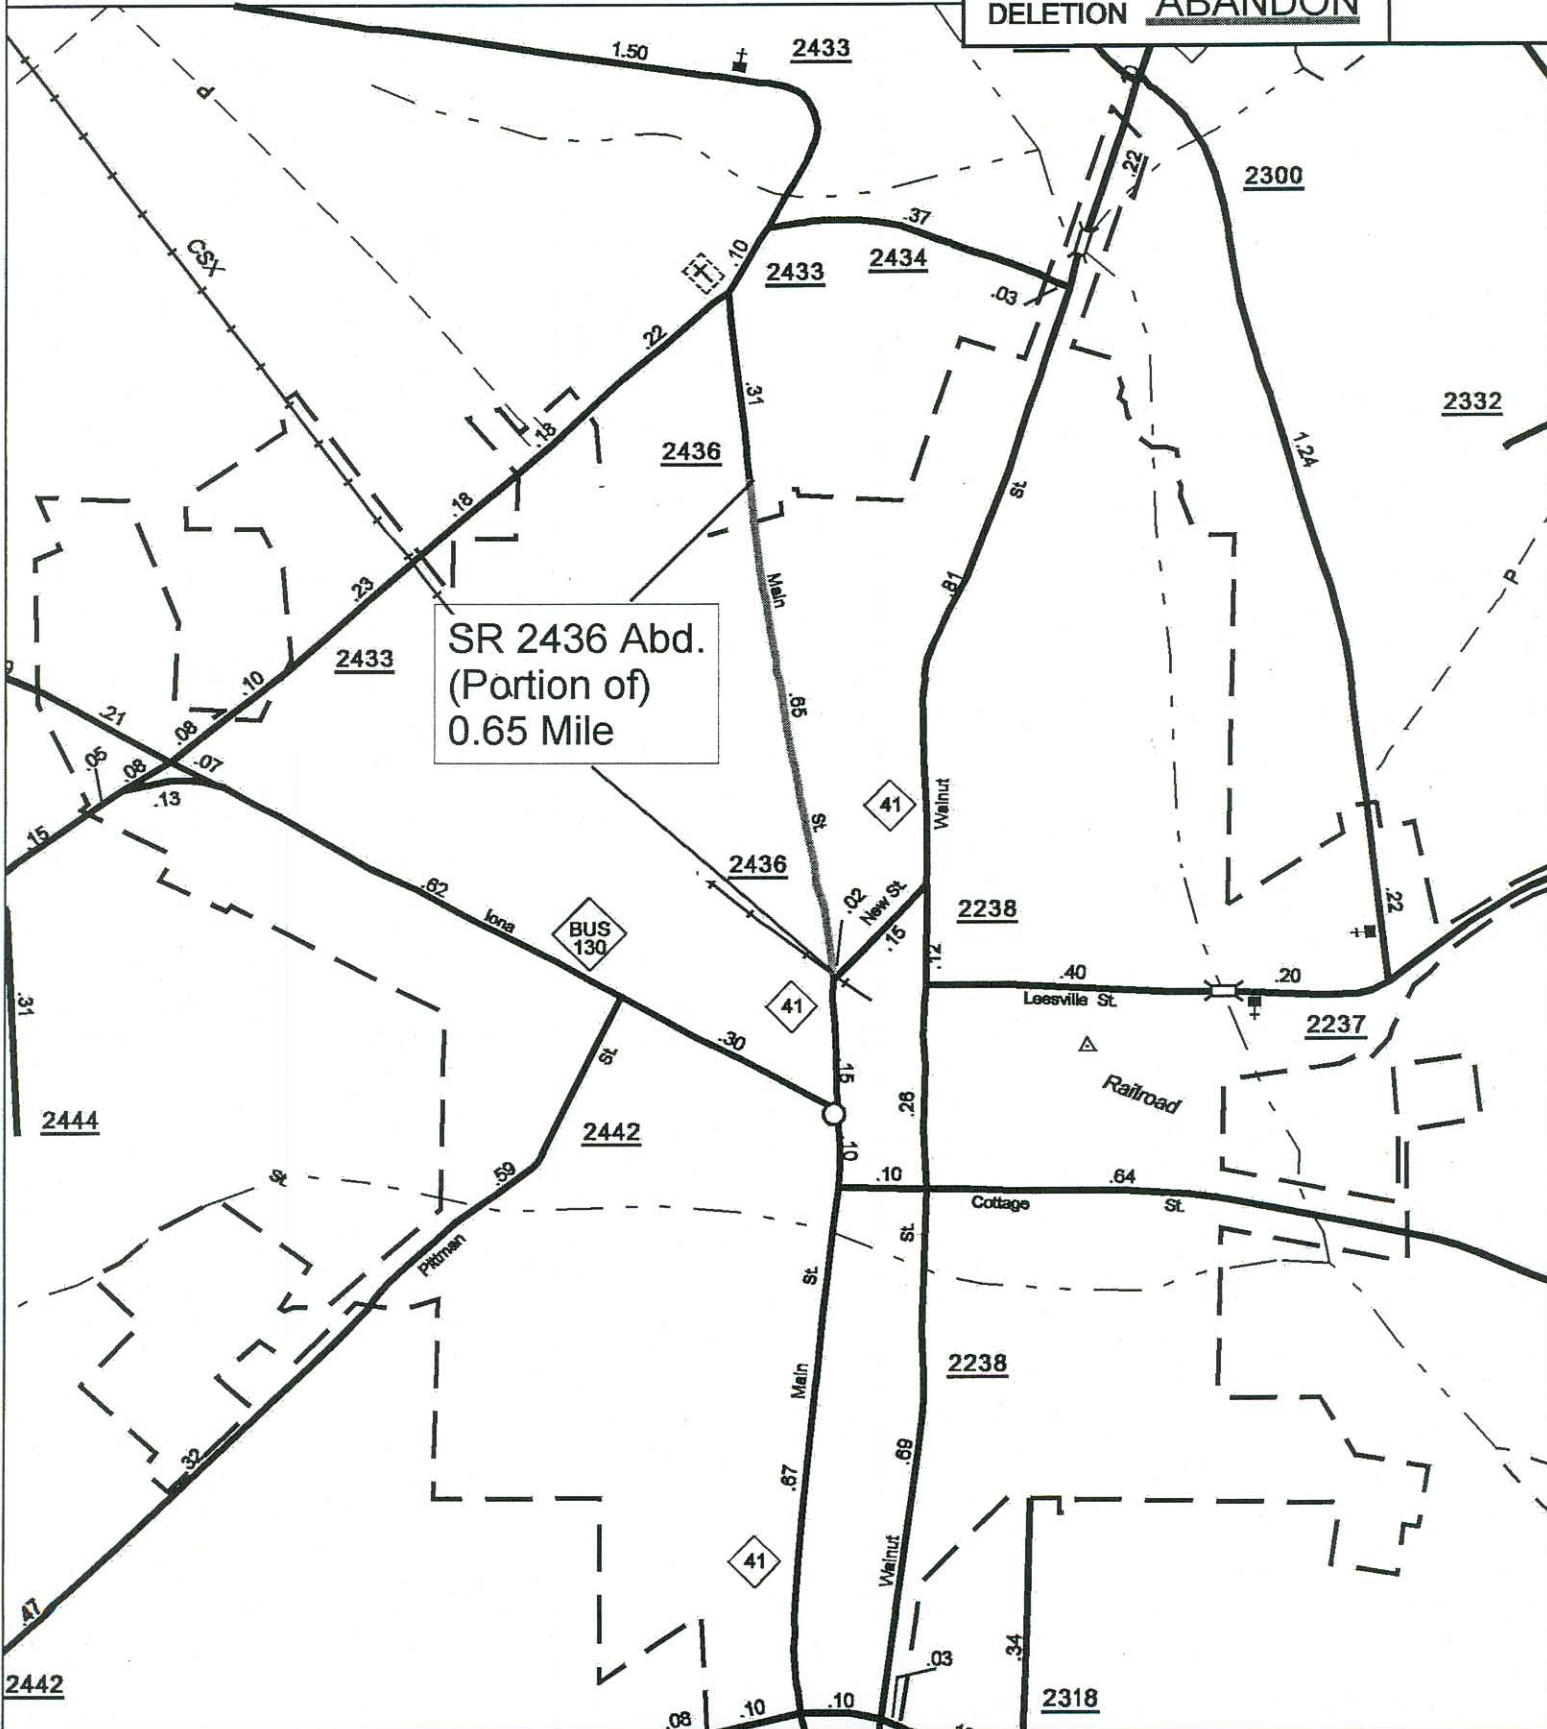 DELETION ABANDON
1.50
2433
P
.22
2300
CSX
.37
.10
2434
2433
.03
.22
.31
2332
.18
2436
1.24
St
.18
Main
.81
P
.23
SR 2436 Abd.
(Portion of)
0.65 Mile
2433
.10
.21
.65
.08
.05
.08
.07
.13
41
Walnut
St.
.15
2436
.62
.02
New St
.22
Iona
BUS
130
2238
.15
.12
.40
.20
.31
41
Leesville St.
2237
.30
St.
.15
Railroad
.26
2444
2442
.10
.59
.10
.64
St.
Cottage
St.
St.
Pittman
St.
2238
Main
.32
.69
.67
41
Walnut
.47
.34
.03
2442
2318
.10
.10
.08